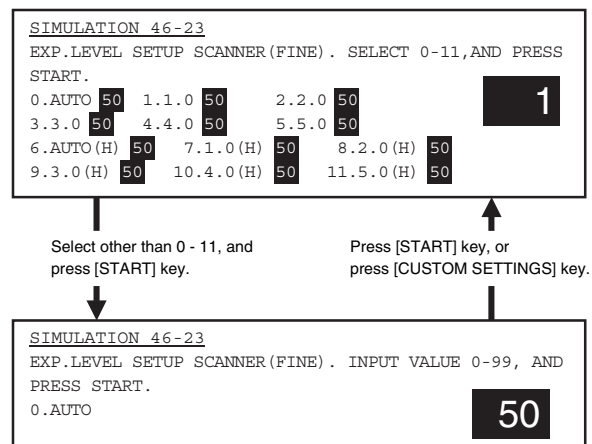 SIMULATION 46-23
EXP.LEVEL SETUP SCANNER(FINE). SELECT 0-11,AND PRESS
START.
0.AUTO 50 1.1.0 50 2.2.0 50
1
3.3.0 50 4.4.0 50 5.5.0 50
6.AUTO(H) 50 7.1.0(H) 50 8.2.0(H) 50
9.3.0(H) 50 10.4.0(H) 50 11.5.0(H) 50
Select other than 0 - 11, and
press [START] key.
Press [START] key, or
press [CUSTOM SETTINGS] key.
SIMULATION 46-23
EXP.LEVEL SETUP SCANNER(FINE). INPUT VALUE 0-99, AND
PRESS START.
0.AUTO
50